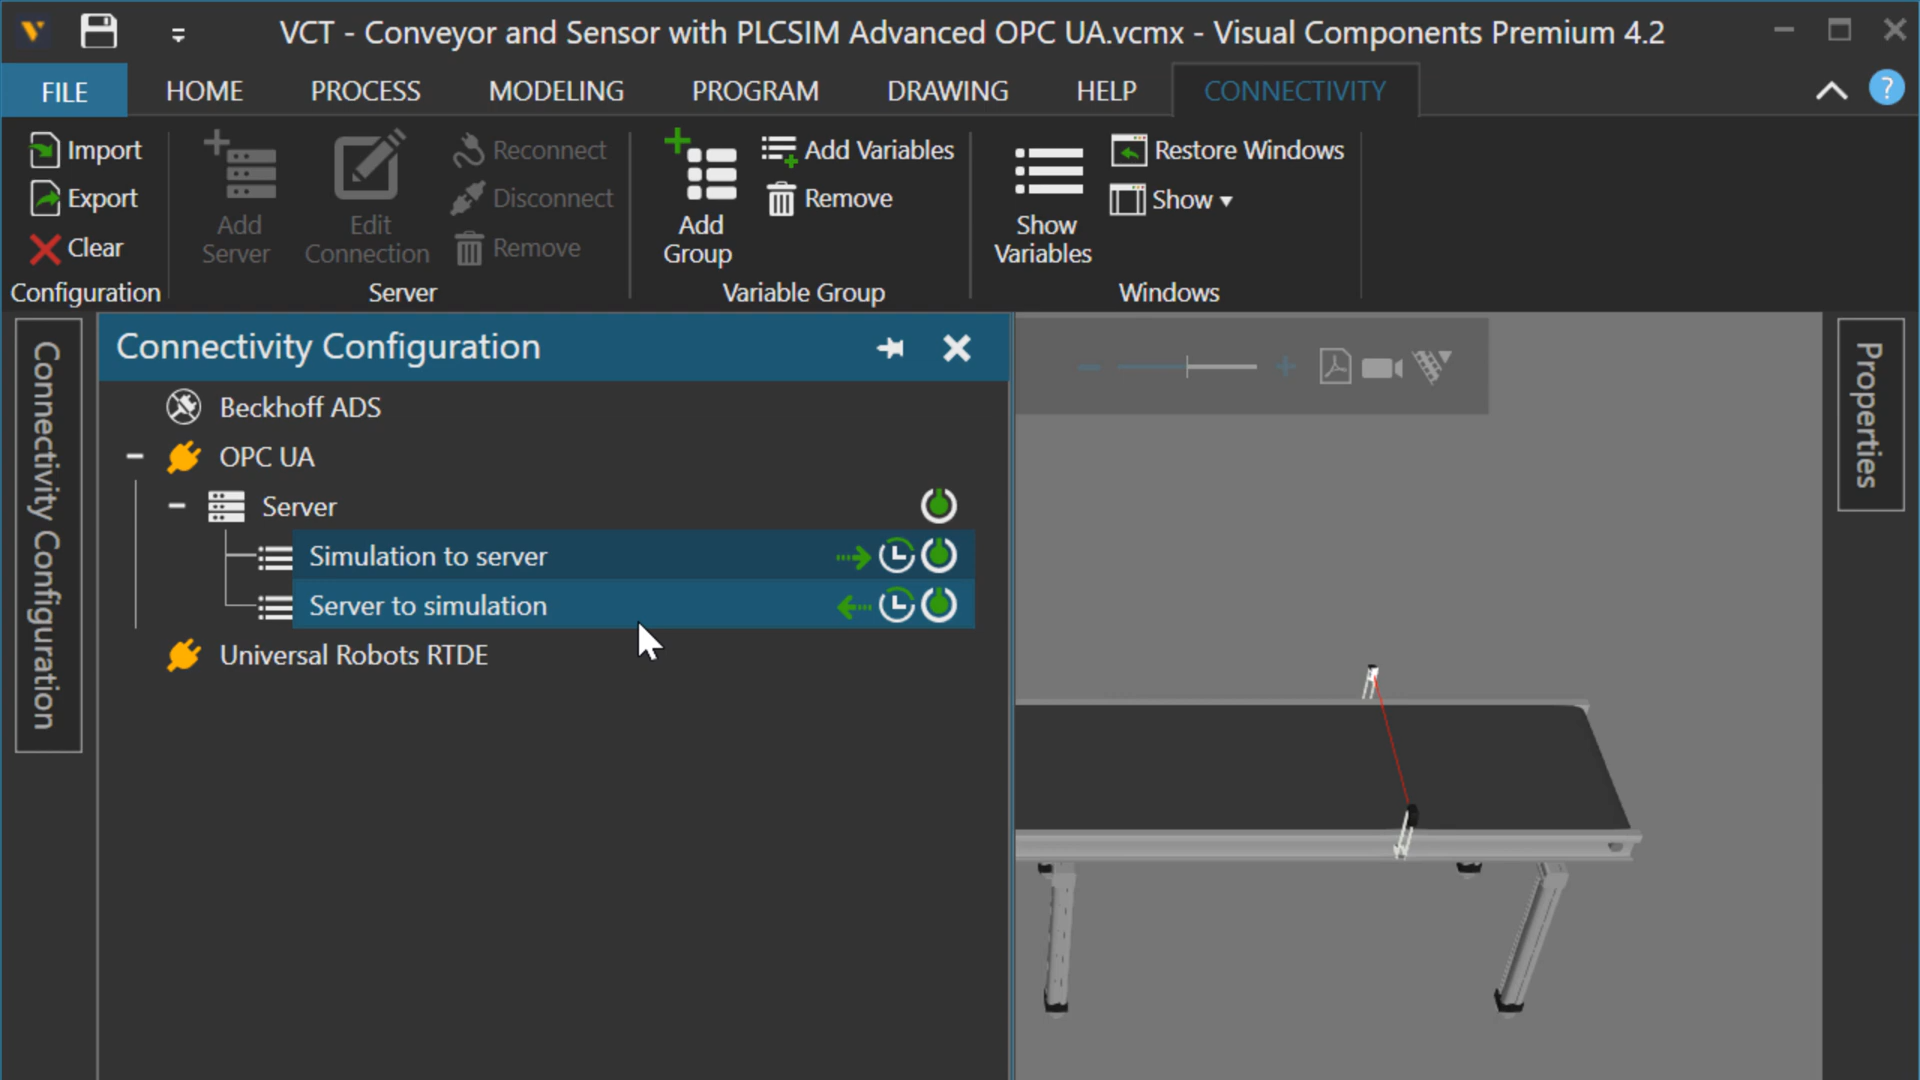 VCT - Conveyor and Sensor with PLCSIM Advanced OPC UA.vcmx - Visual Components Premium 4.2
FILE HOME PROCESS MODELING PROGRAM DRAWING HELP CONNECTIVITY ?
Import
Export
Clear
Configuration
Add
Server
Edit
Connection
Reconnect
Disconnect
Remove
Server
Add
Group
Add Variables
Remove
Variable Group
Show
Variables
Restore Windows
Show
Windows
Connectivity Configuration
Connectivity Configuration
Beckhoff ADS
OPC UA
Server
Simulation to server
Server to simulation
Universal Robots RTDE
Properties